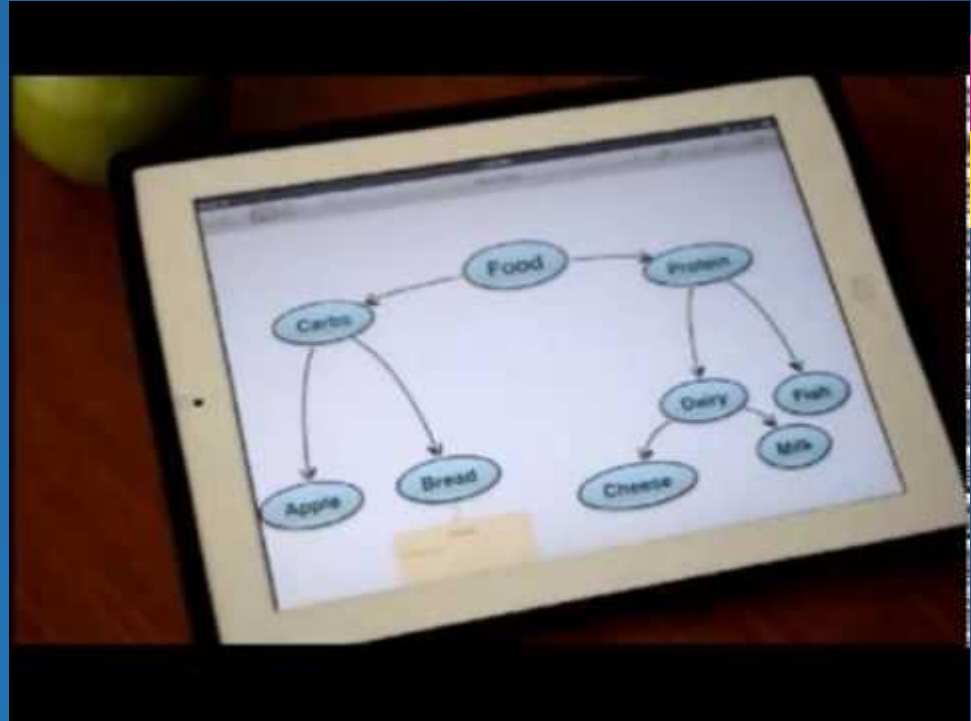 Food
Protein
Carbs
Dairy
Fish
Milk
Bread
Cheese
Apple